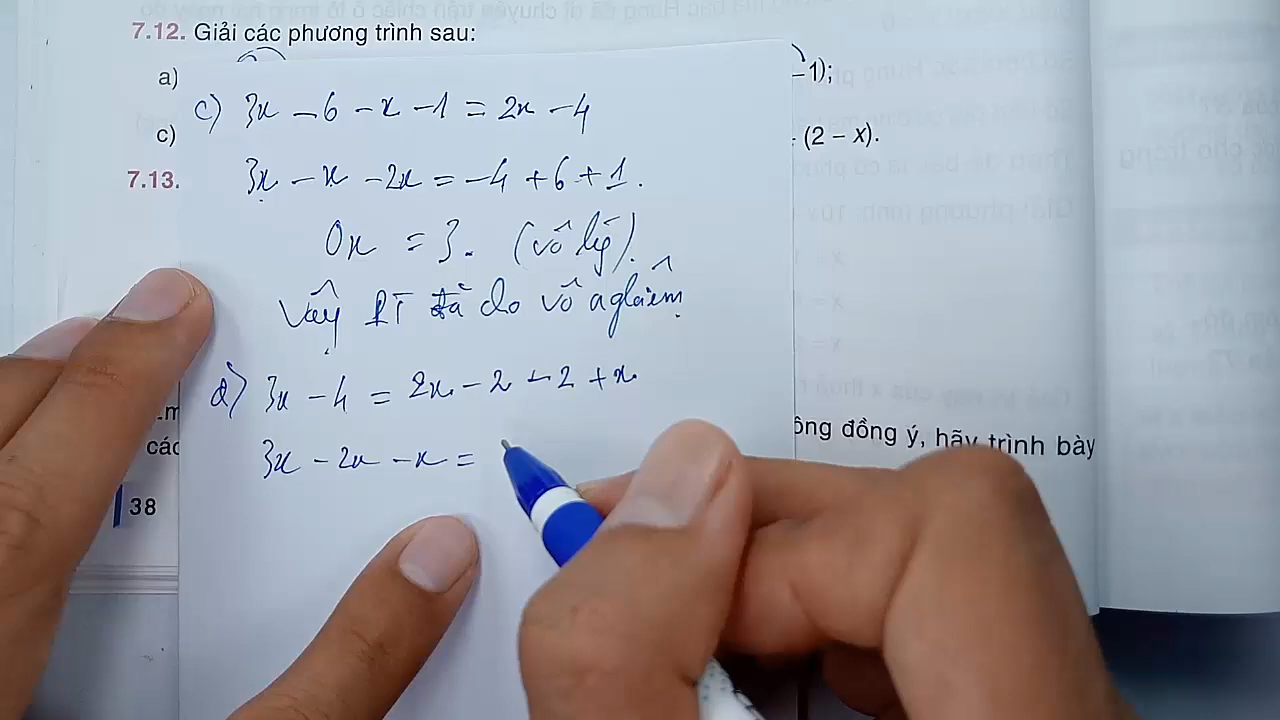 7.12. Giải các phương trình sau:
a)
–1);
c) 3x – 6 – x – 1 = 2x – 4
c)
(2 – x).
7.13.
3x – x – 2x = –4 + 6 + 1.
0x = 3. (vô lý).
Vậy PT đã cho vô nghiệm
d) 3x – 4 = 2x – 2 – 2 + x
3x – 2x – x =
ông đồng ý, hãy trình bày
các
38